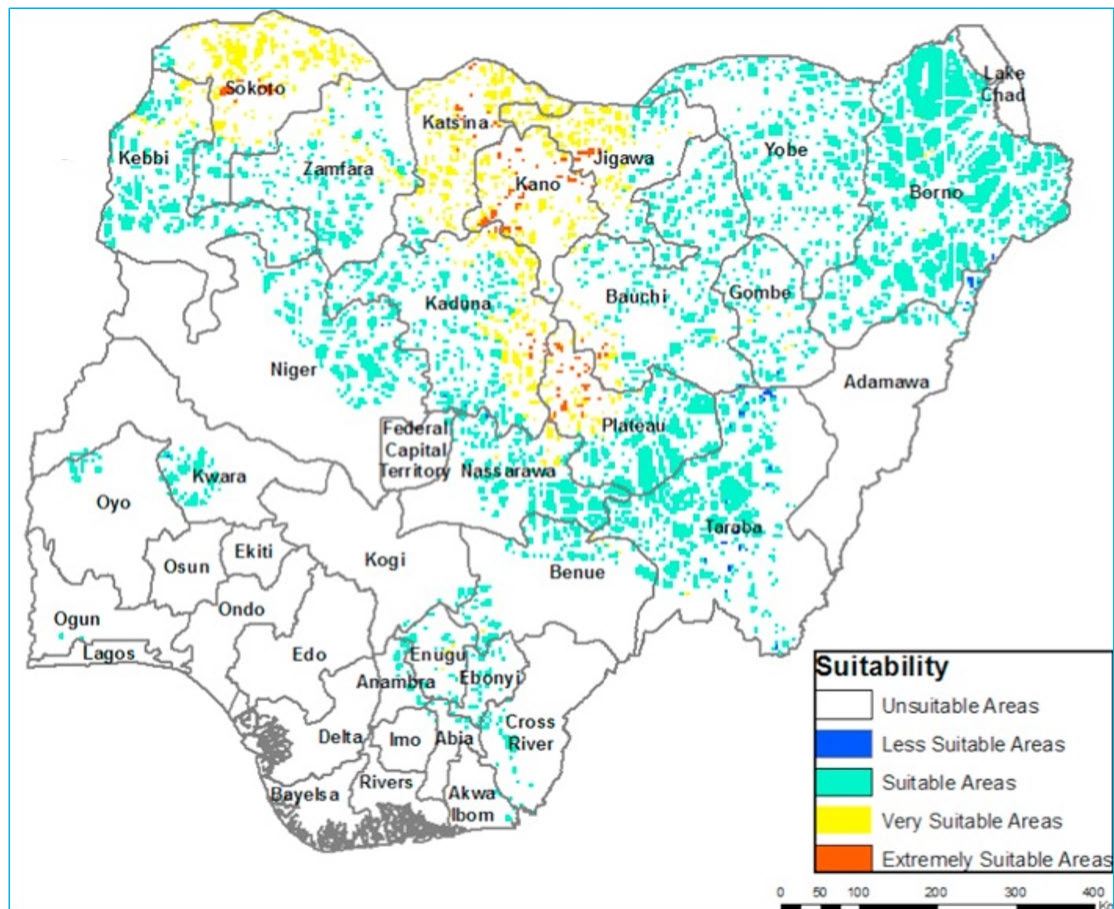 Lake
Chad
Sokoto
Katsina
Kebbi
Zamfara
Jigawa
Yobe
Kano
Borno
Kaduna
Bauchi
Gombe
Niger
Adamawa
Federal
Capital
Territory
Plateau
Nassarawa
Kwara
Oyo
Taraba
Osun
Ekiti
Kogi
Benue
Ogun
Ondo
Lagos
Edo
Enugu
Anambra
Ebonyi
Delta
Imo
Abia
Cross
River
Bayelsa
Rivers
Akwa
Ibom
Suitability
Unsuitable Areas
Less Suitable Areas
Suitable Areas
Very Suitable Areas
Extremely Suitable Areas
0 50 100 200 300 400